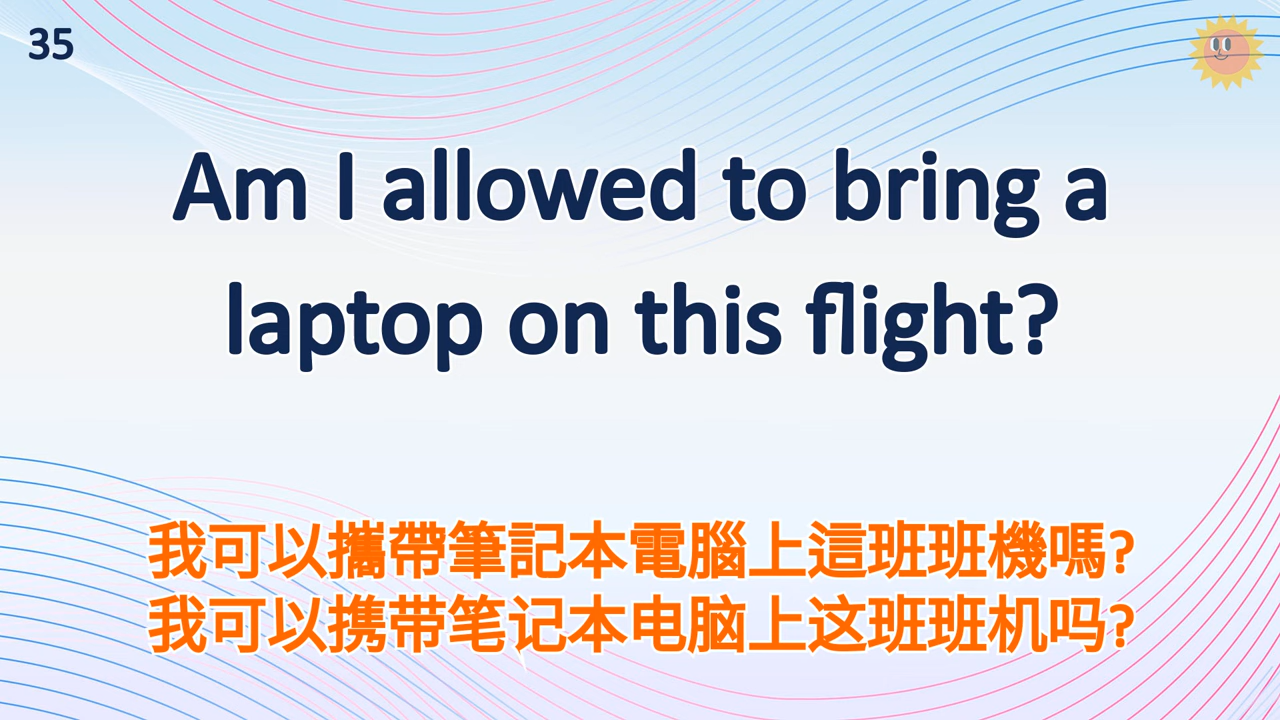 35
Am I allowed to bring a
laptop on this flight?
我可以攜帶筆記本電腦上這班班機嗎?
我可以携带笔记本电脑上这班班机吗?